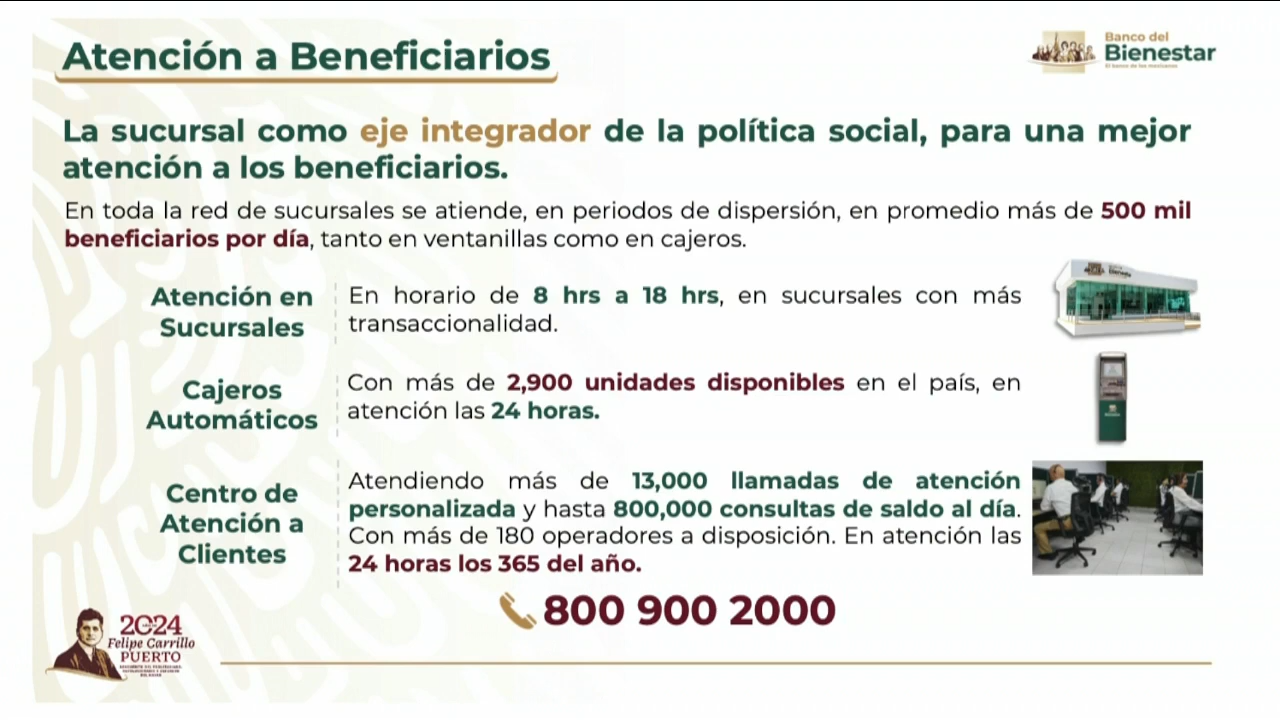 Atención a Beneficiarios
Banco del
Bienestar
El banco de los mexicanos
La sucursal como eje integrador de la política social, para una mejor
atención a los beneficiarios.
En toda la red de sucursales se atiende, en periodos de dispersión, en promedio más de 500 mil
beneficiarios por día, tanto en ventanillas como en cajeros.
Atención en
Sucursales
En horario de 8 hrs a 18 hrs, en sucursales con más
transaccionalidad.
Cajeros
Automáticos
Con más de 2,900 unidades disponibles en el país, en
atención las 24 horas.
Centro de
Atención a
Clientes
Atendiendo más de 13,000 llamadas de atención
personalizada y hasta 800,000 consultas de saldo al día.
Con más de 180 operadores a disposición. En atención las
24 horas los 365 del año.
800 900 2000
2024
Felipe Carrillo
PUERTO